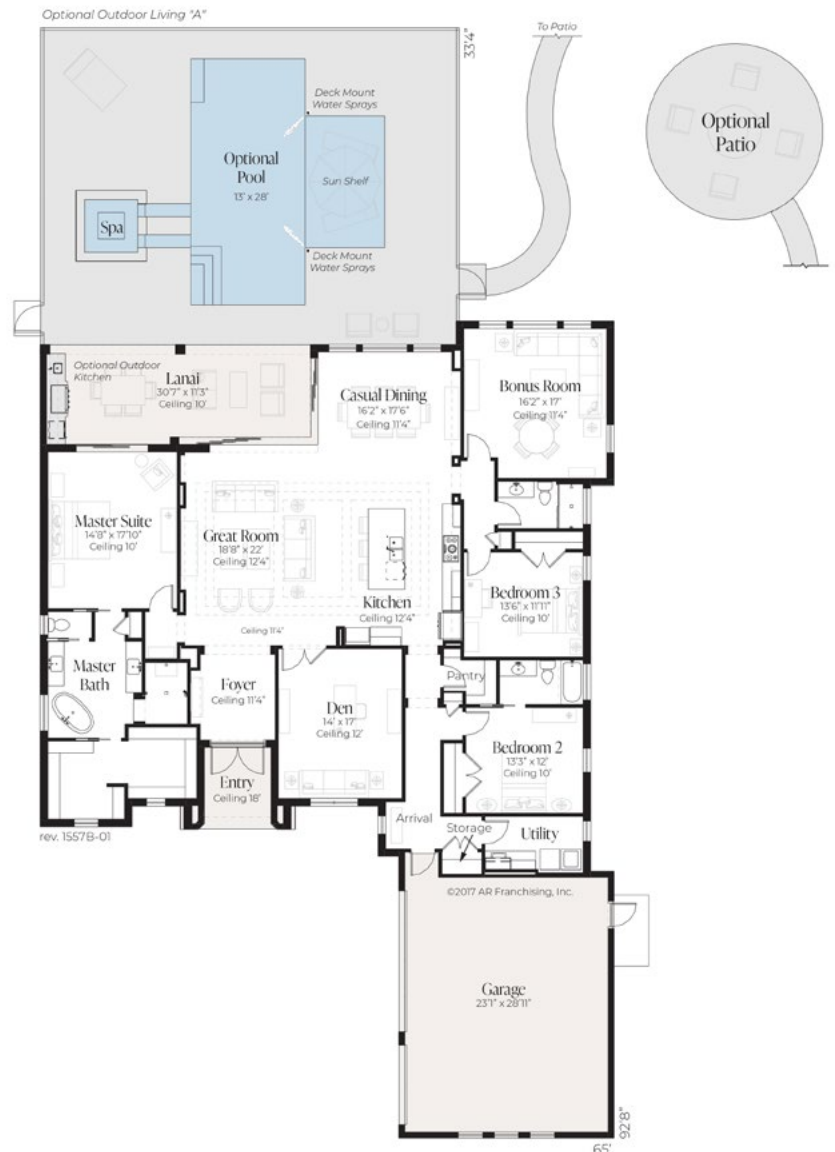 Optional Outdoor Living "A"
33'4"
To Patio
Deck Mount
Water Sprays
Optional
Pool
13' x 28'
Sun Shelf
Spa
Deck Mount
Water Sprays
Optional
Patio
Optional Outdoor
Kitchen
Lanai
30'7" x 11'3"
Ceiling 10'
Casual Dining
16'2" x 17'6"
Ceiling 11'4"
Bonus Room
16'2" x 17'
Ceiling 11'4"
Master Suite
14'8" x 17'10"
Ceiling 10'
Great Room
18'8" x 22'
Ceiling 12'4"
Kitchen
Ceiling 12'4"
Bedroom 3
13'6" x 11'11"
Ceiling 10'
Ceiling 11'4"
Master
Bath
Foyer
Ceiling 11'4"
Den
14' x 17'
Ceiling 12'
Pantry
Bedroom 2
13'3" x 12'
Ceiling 10'
Entry
Ceiling 18'
Arrival
Storage
Utility
rev. 1557B-01
©2017 AR Franchising, Inc.
Garage
23'1" x 28'11"
92'8"
65'